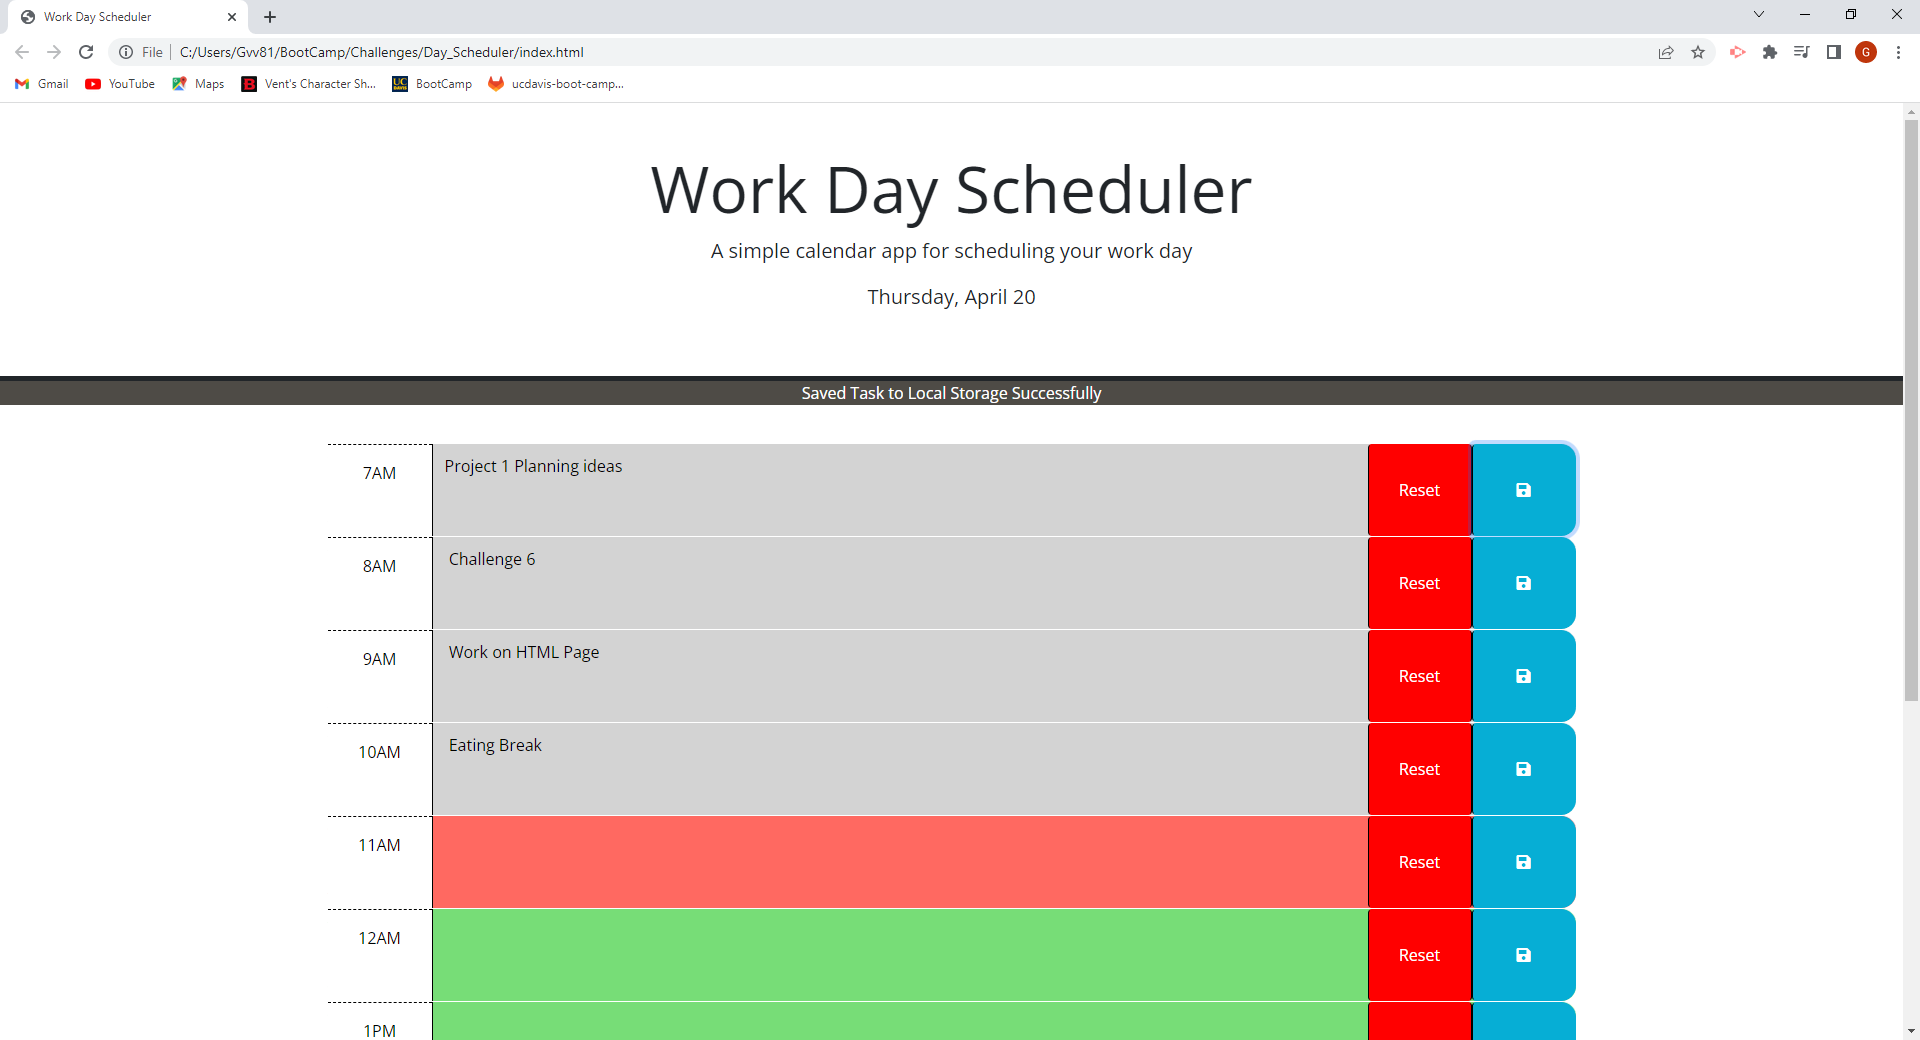 Work Day Scheduler
File C:/Users/Gvv81/BootCamp/Challenges/Day_Scheduler/index.html
G
Gmail YouTube Maps Vent's Character Sh... BootCamp ucdavis-boot-camp...
Work Day Scheduler
A simple calendar app for scheduling your work day
Thursday, April 20
Saved Task to Local Storage Successfully
7AM Project 1 Planning ideas Reset
8AM Challenge 6 Reset
9AM Work on HTML Page Reset
10AM Eating Break Reset
11AM Reset
12AM Reset
1PM